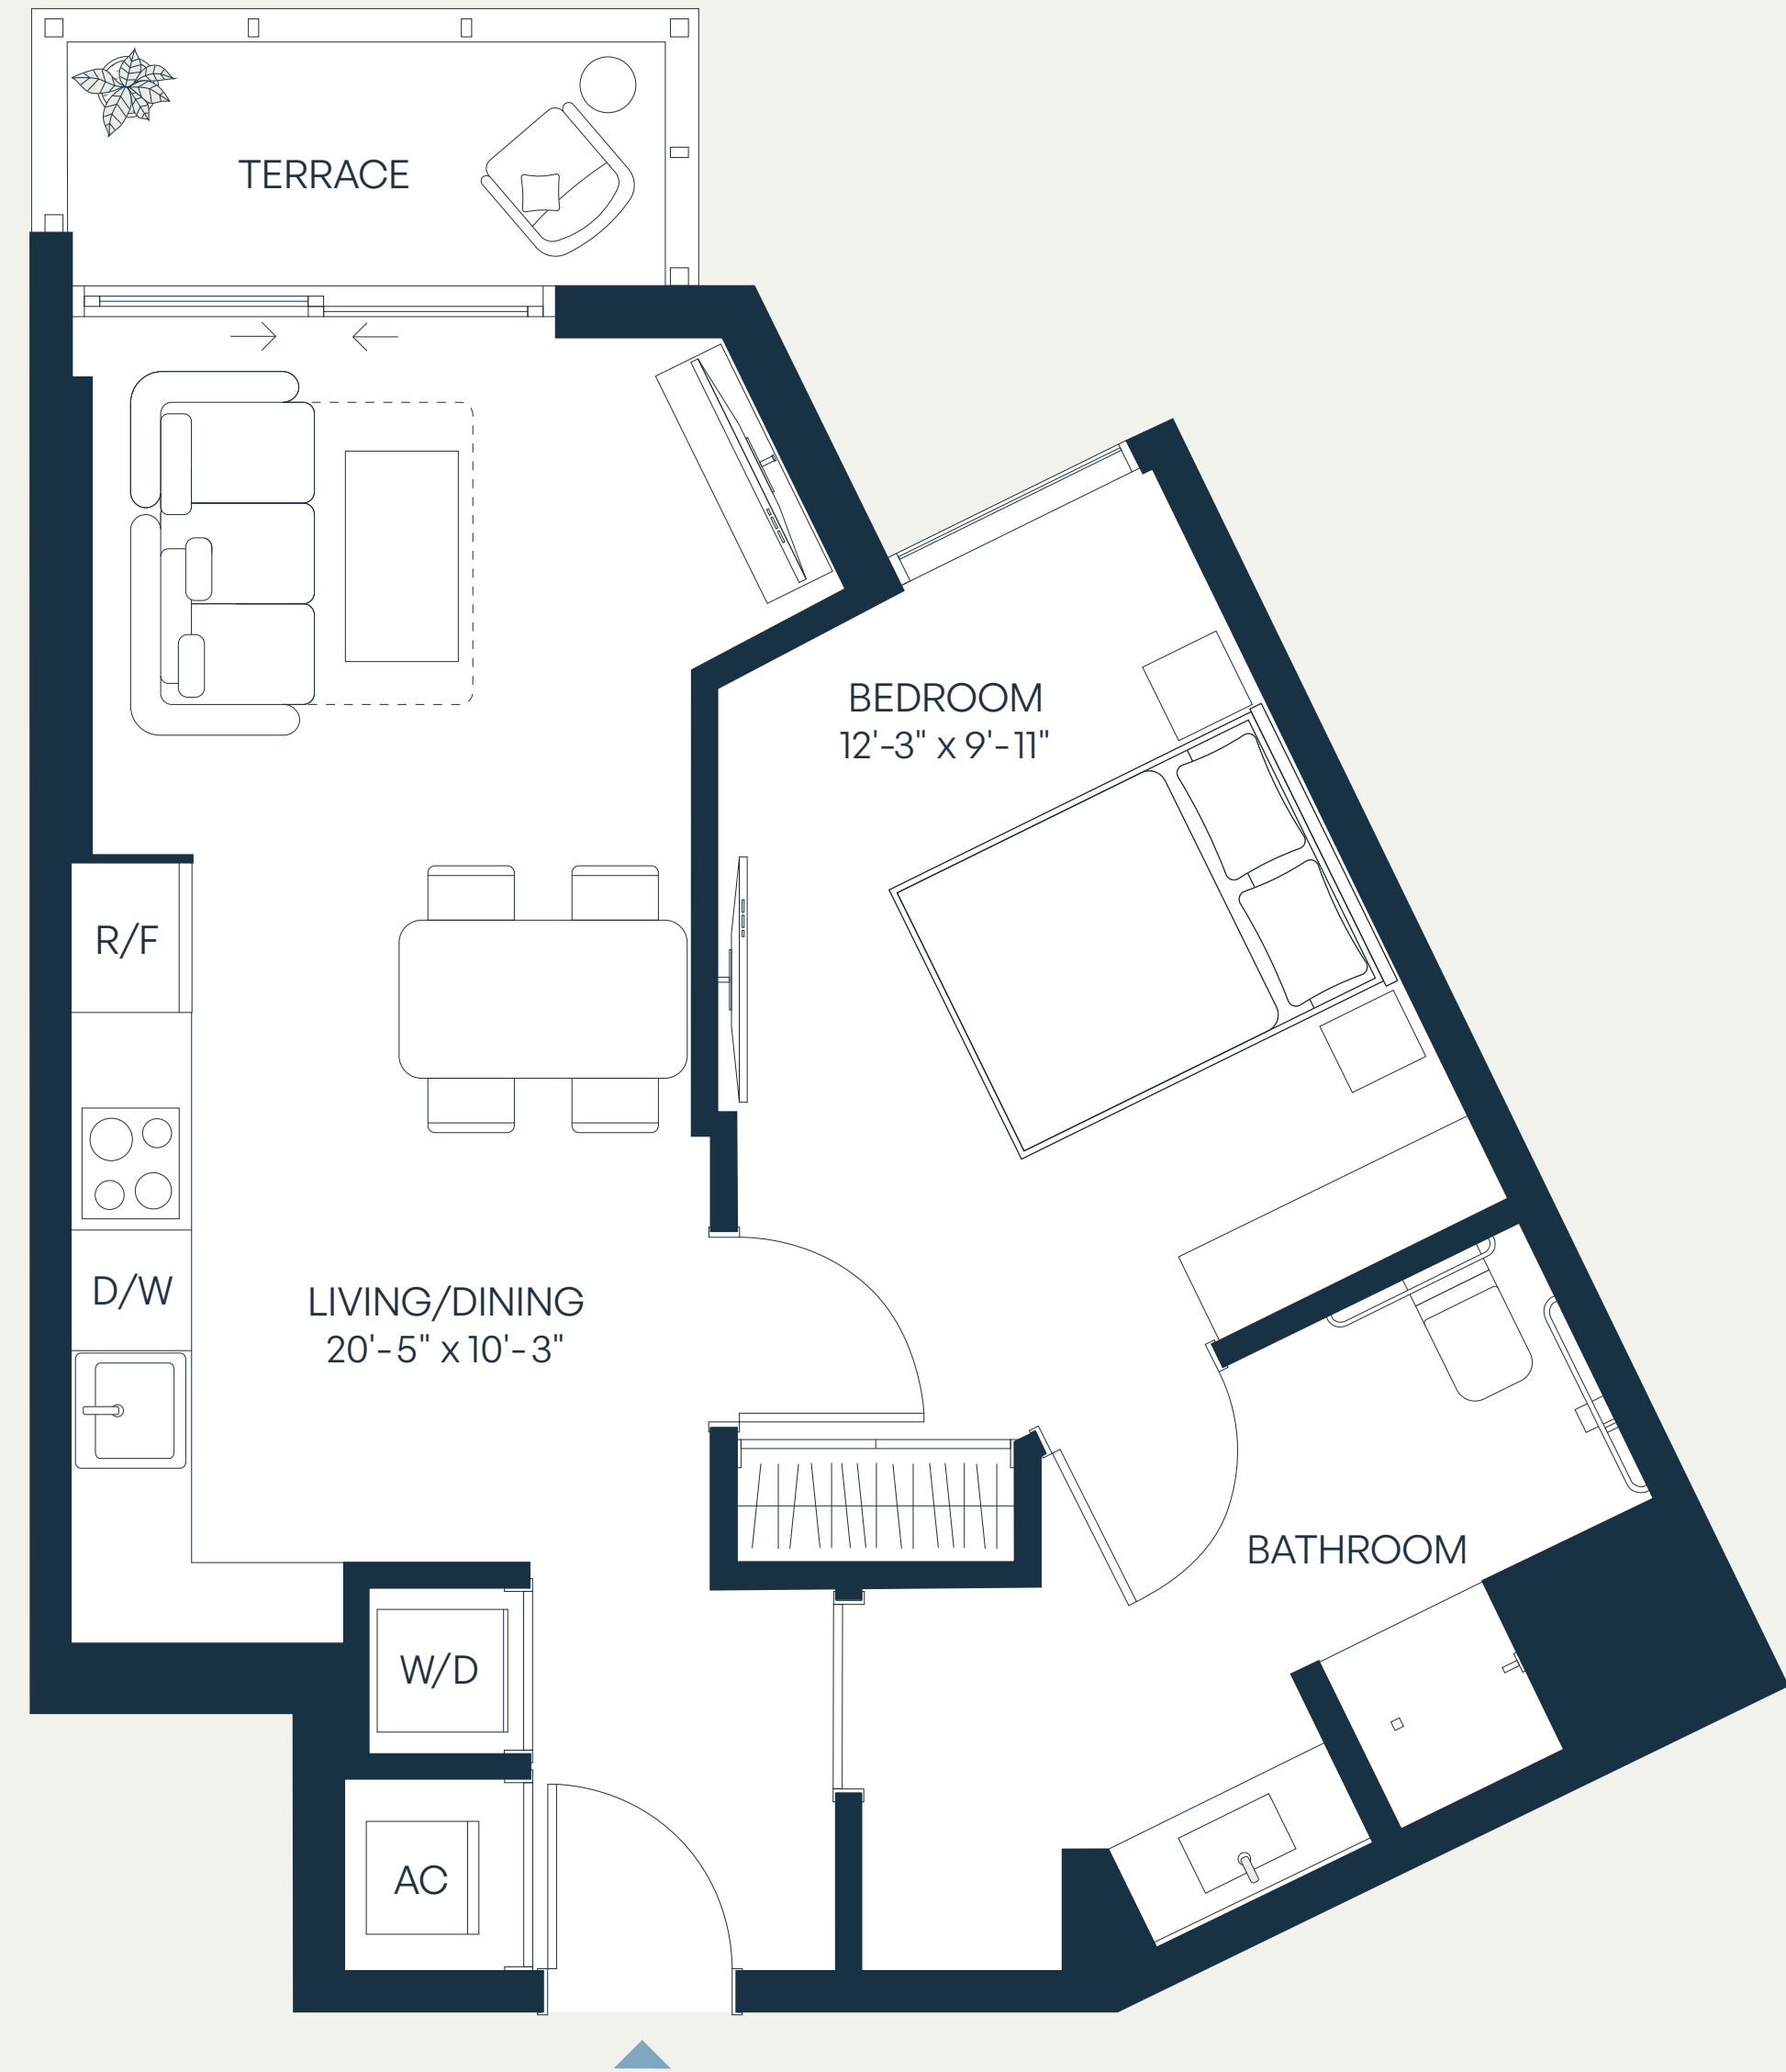 TERRACE
BEDROOM
12'-3" x 9'-11"
R/F
D/W
LIVING/DINING
20'-5" x 10'-3"
BATHROOM
W/D
AC